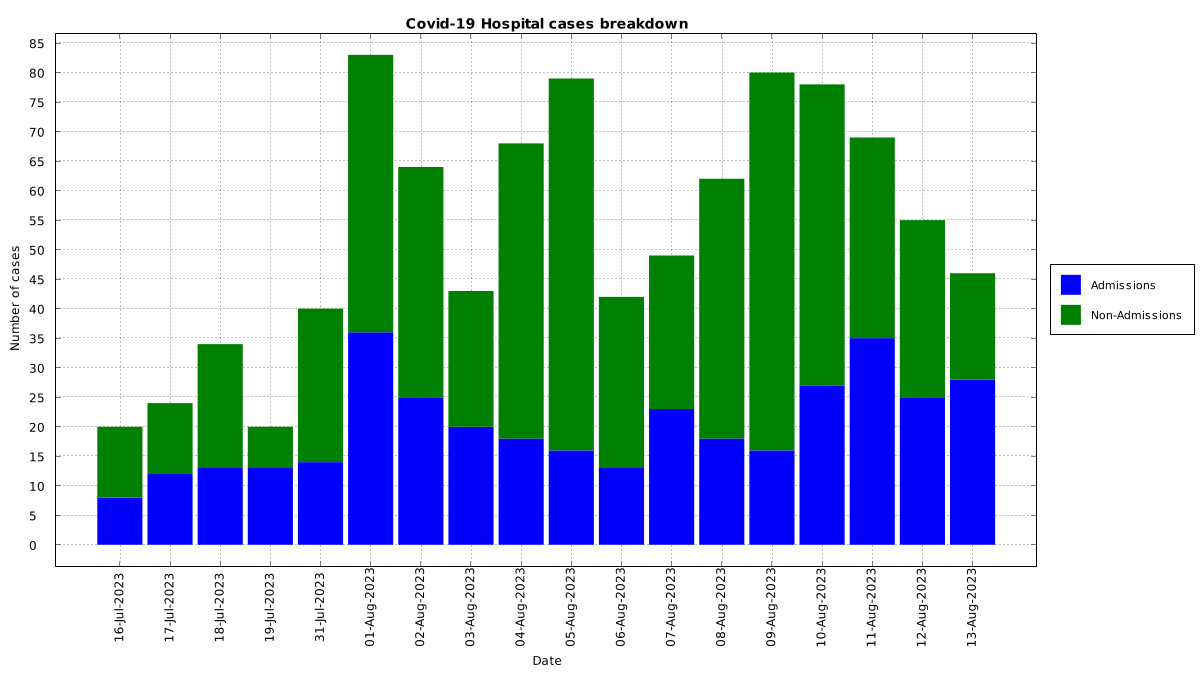 Covid-19 Hospital cases breakdown
85
80
75
70
65
60
55
50
45
40
35
30
25
20
15
10
5
0
Number of cases
Admissions
Non-Admissions
16-Jul-2023
17-Jul-2023
18-Jul-2023
19-Jul-2023
31-Jul-2023
01-Aug-2023
02-Aug-2023
03-Aug-2023
04-Aug-2023
05-Aug-2023
06-Aug-2023
07-Aug-2023
08-Aug-2023
09-Aug-2023
10-Aug-2023
11-Aug-2023
12-Aug-2023
13-Aug-2023
Date